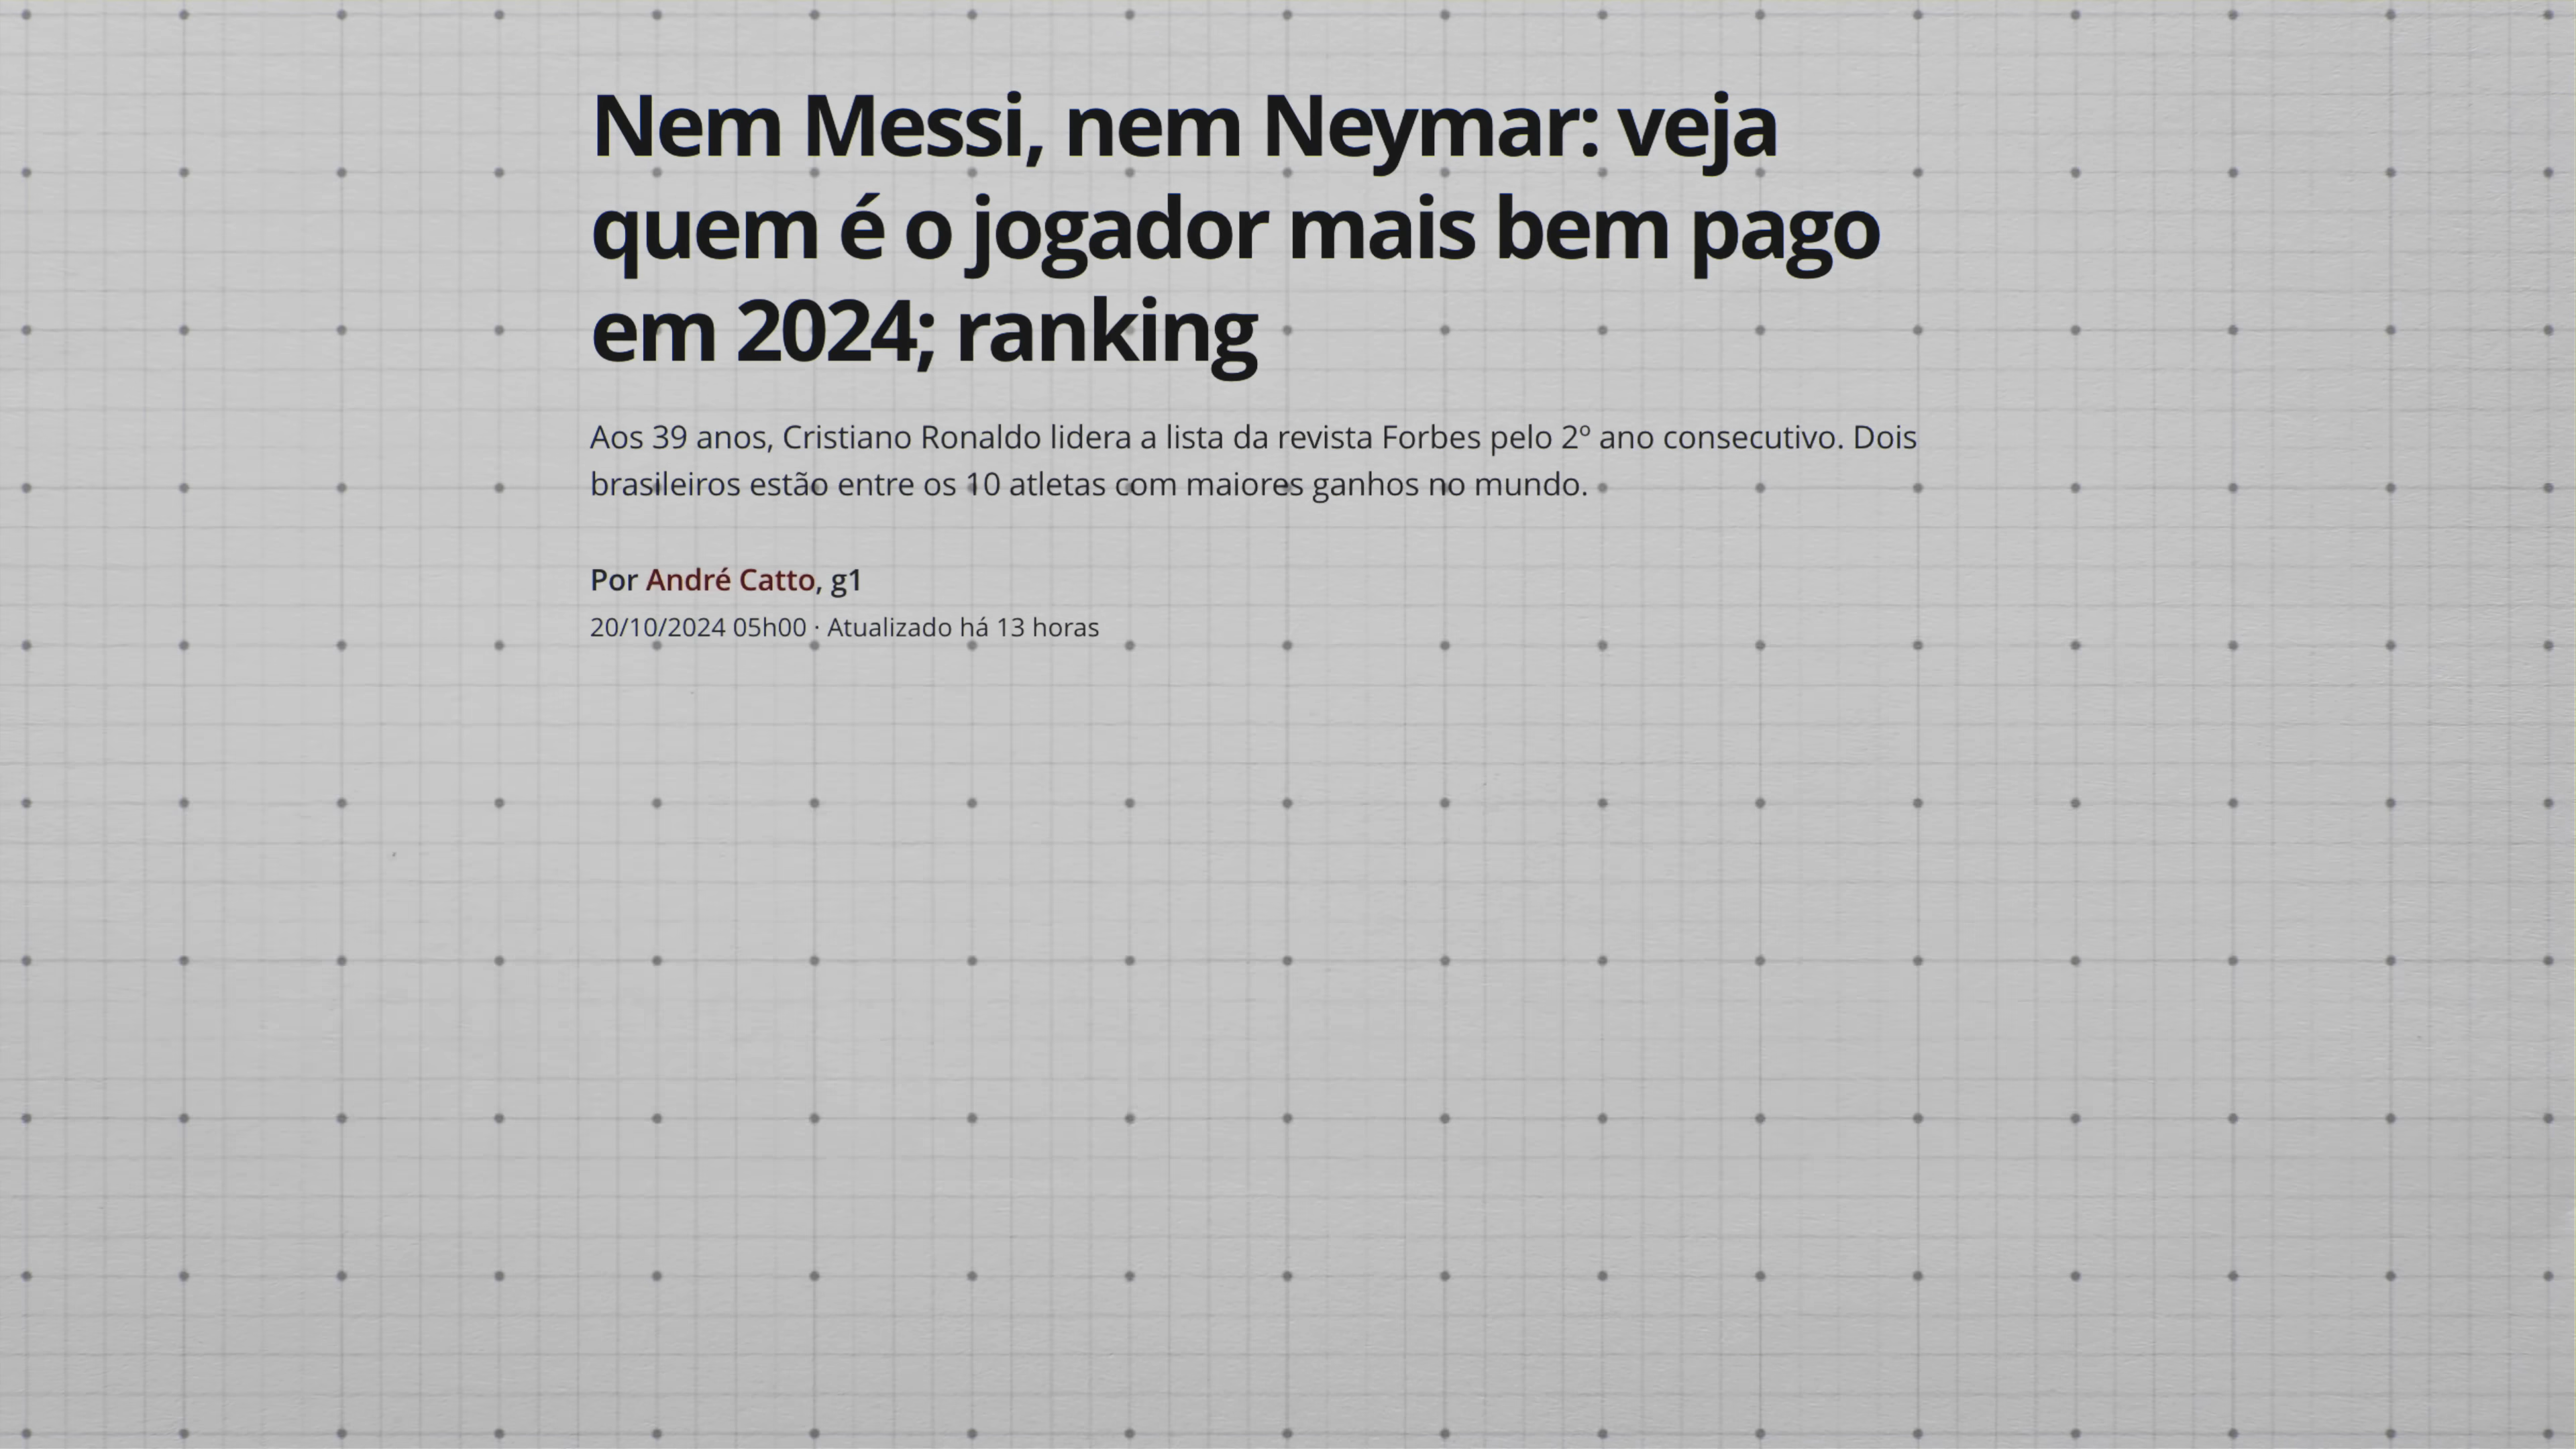 Nem Messi, nem Neymar: veja
quem é o jogador mais bem pago
em 2024; ranking
Aos 39 anos, Cristiano Ronaldo lidera a lista da revista Forbes pelo 2º ano consecutivo. Dois
brasileiros estão entre os 10 atletas com maiores ganhos no mundo.
Por André Catto, g1
20/10/2024 05h00 · Atualizado há 13 horas